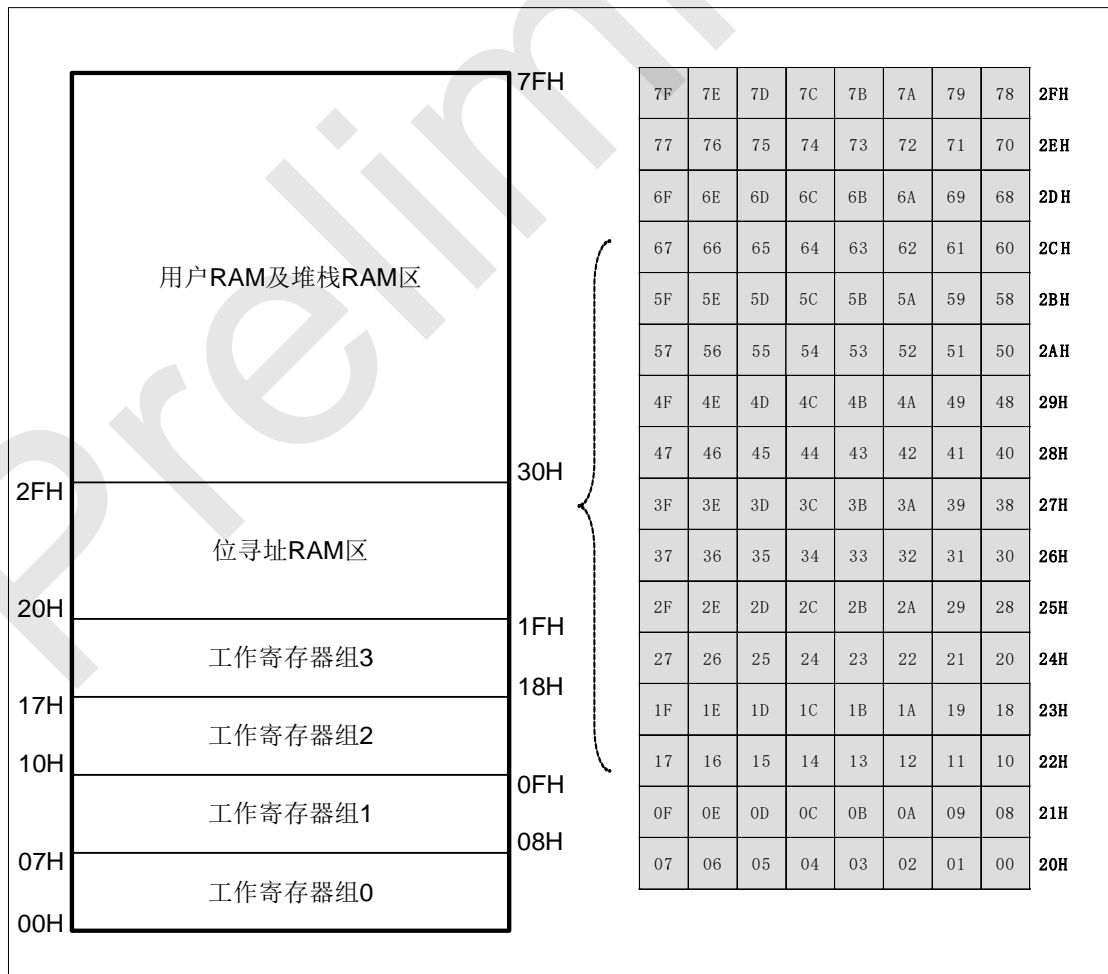 7FH
用户RAM及堆栈RAM区
30H
2FH
位寻址RAM区
20H
1FH
工作寄存器组3
18H
17H
工作寄存器组2
10H
0FH
工作寄存器组1
08H
07H
工作寄存器组0
00H
7F 7E 7D 7C 7B 7A 79 78 2FH
77 76 75 74 73 72 71 70 2EH
6F 6E 6D 6C 6B 6A 69 68 2DH
67 66 65 64 63 62 61 60 2CH
5F 5E 5D 5C 5B 5A 59 58 2BH
57 56 55 54 53 52 51 50 2AH
4F 4E 4D 4C 4B 4A 49 48 29H
47 46 45 44 43 42 41 40 28H
3F 3E 3D 3C 3B 3A 39 38 27H
37 36 35 34 33 32 31 30 26H
2F 2E 2D 2C 2B 2A 29 28 25H
27 26 25 24 23 22 21 20 24H
1F 1E 1D 1C 1B 1A 19 18 23H
17 16 15 14 13 12 11 10 22H
0F 0E 0D 0C 0B 0A 09 08 21H
07 06 05 04 03 02 01 00 20H
Prelim